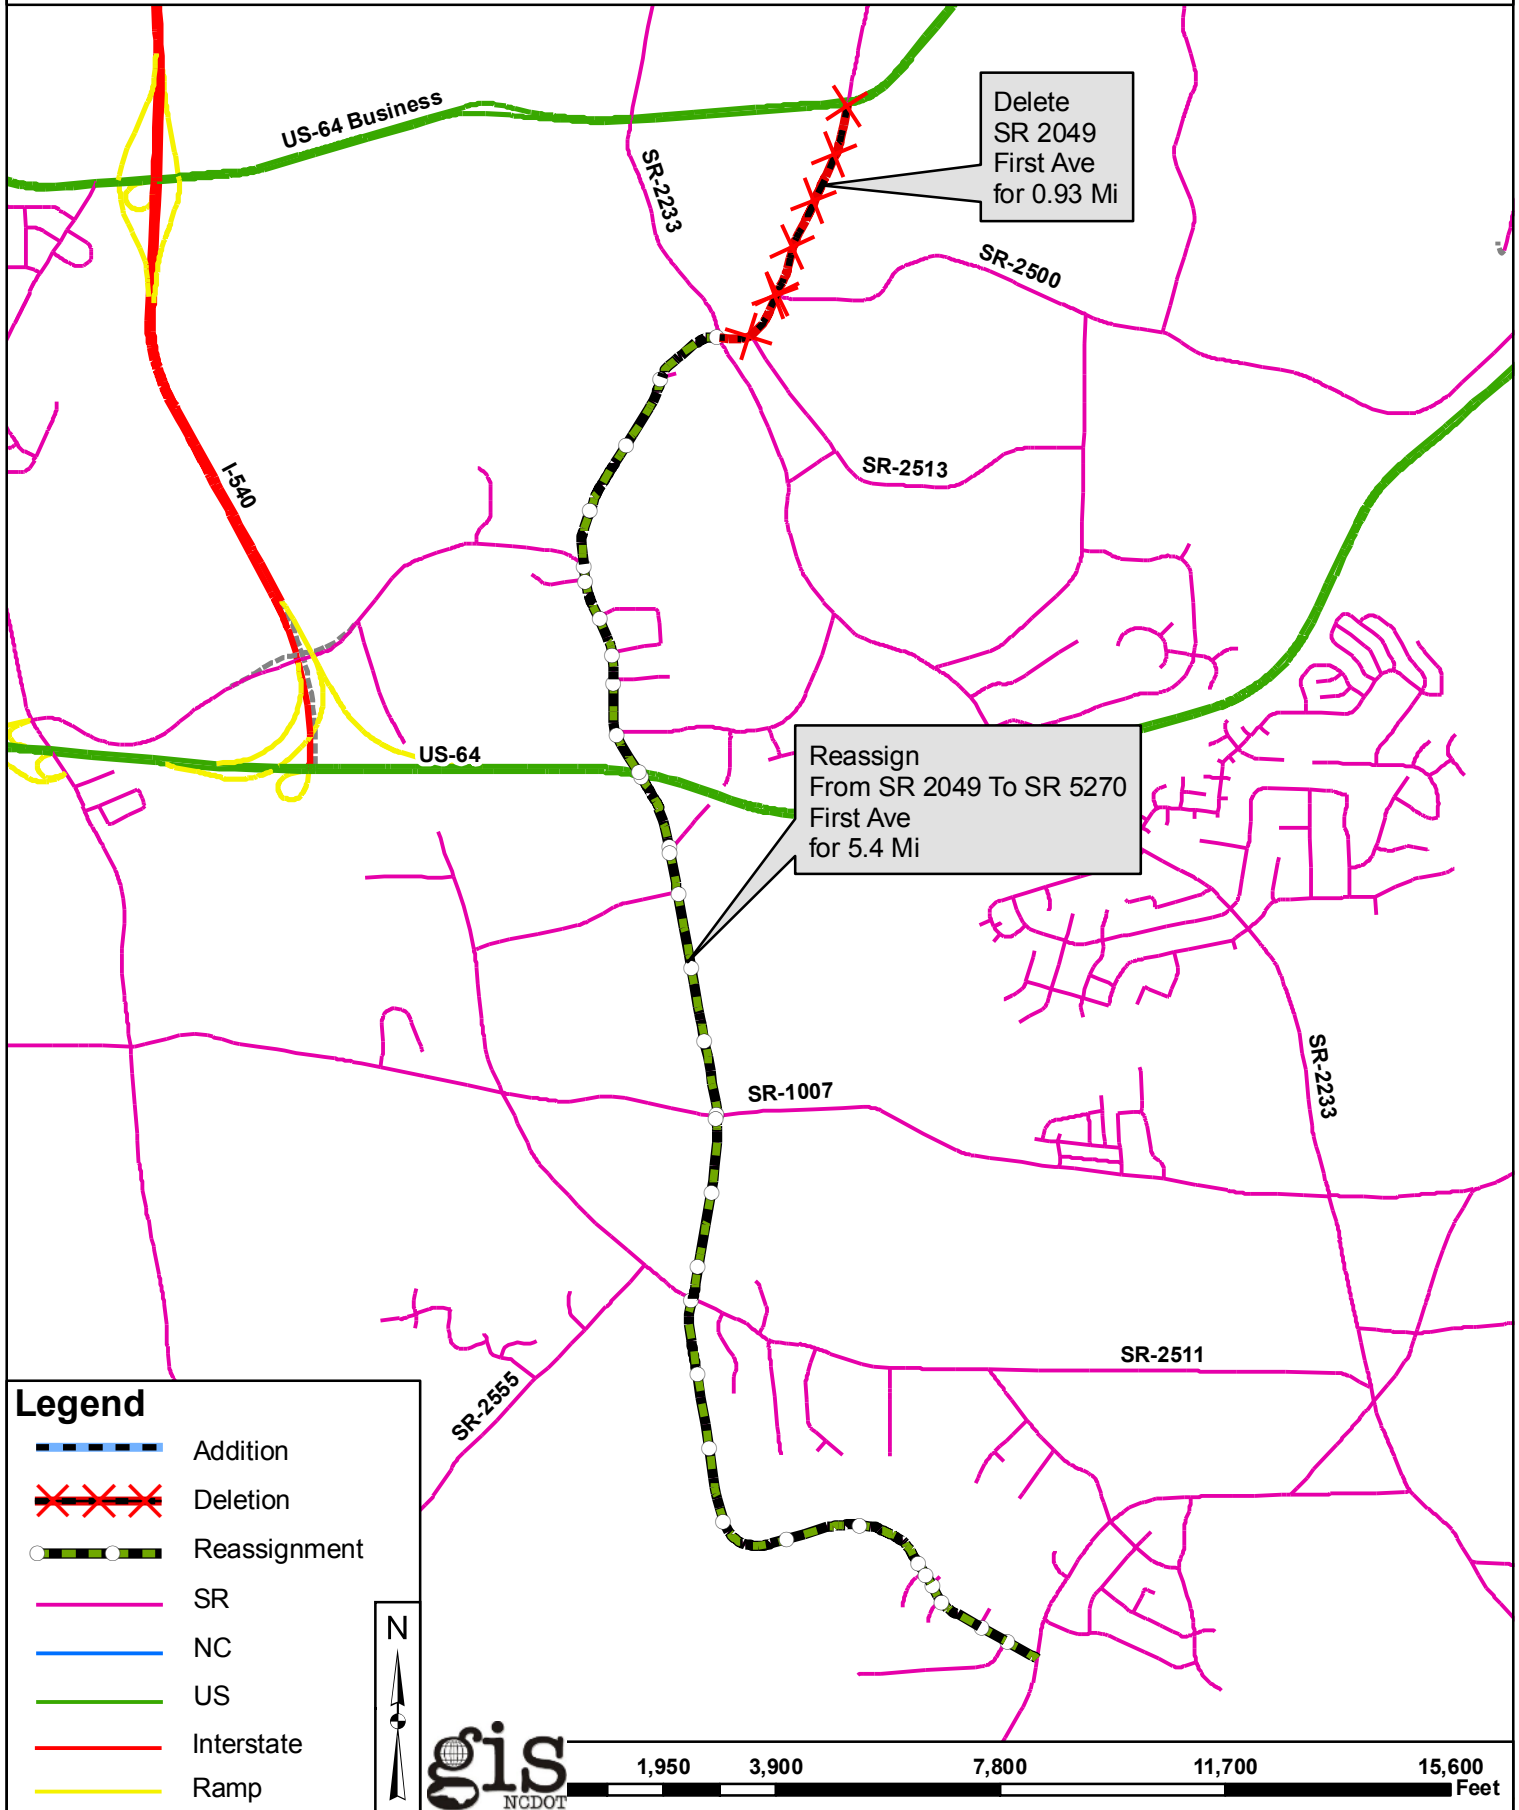 US-64 Business
Delete
SR 2049
First Ave
for 0.93 Mi
SR-2233
SR-2500
SR-2513
I-540
US-64
Reassign
From SR 2049 To SR 5270
First Ave
for 5.4 Mi
SR-2233
SR-1007
SR-2511
SR-2555
Legend
Addition
Deletion
Reassignment
SR
NC
US
Interstate
Ramp
N
gis
NCDOT
1,950 3,900 7,800 11,700 15,600
Feet